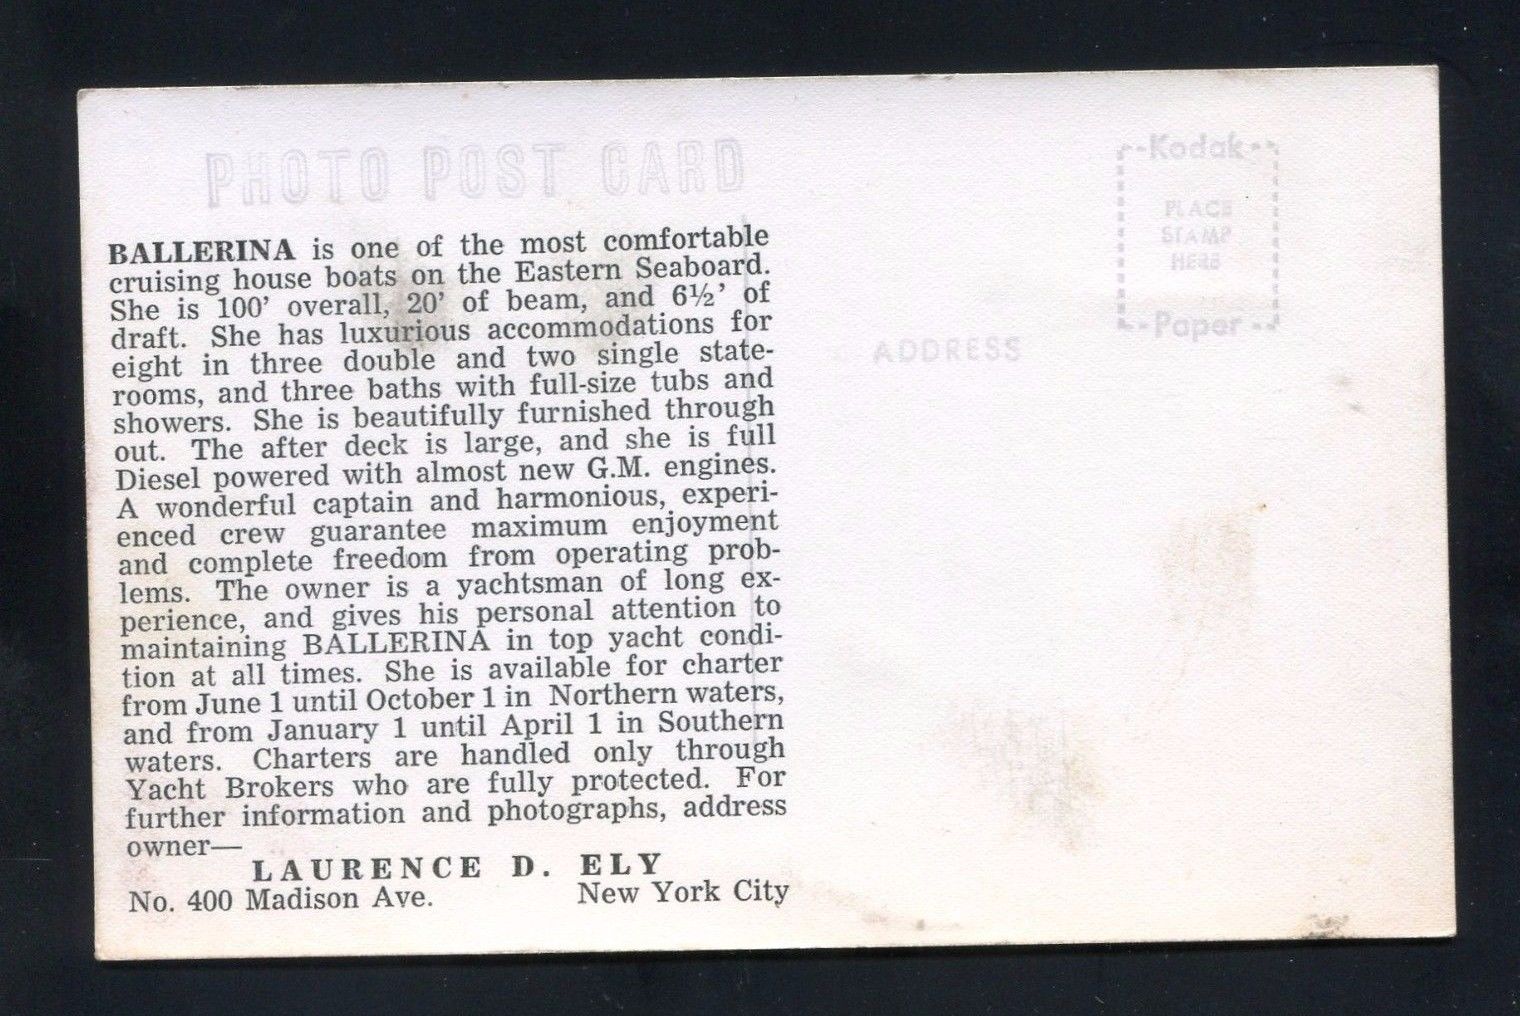 PHOTO POST CARD
BALLERINA is one of the most comfortable
cruising house boats on the Eastern Seaboard.
She is 100' overall, 20' of beam, and 6½' of
draft. She has luxurious accommodations for
eight in three double and two single state-
rooms, and three baths with full-size tubs and
showers. She is beautifully furnished through
out. The after deck is large, and she is full
Diesel powered with almost new G.M. engines.
A wonderful captain and harmonious, experi-
enced crew guarantee maximum enjoyment
and complete freedom from operating prob-
lems. The owner is a yachtsman of long ex-
perience, and gives his personal attention to
maintaining BALLERINA in top yacht condi-
tion at all times. She is available for charter
from June 1 until October 1 in Northern waters,
and from January 1 until April 1 in Southern
waters. Charters are handled only through
Yacht Brokers who are fully protected. For
further information and photographs, address
owner—
LAURENCE D. ELY
No. 400 Madison Ave. New York City
Kodak
PLACE
STAMP
HERE
Paper
ADDRESS